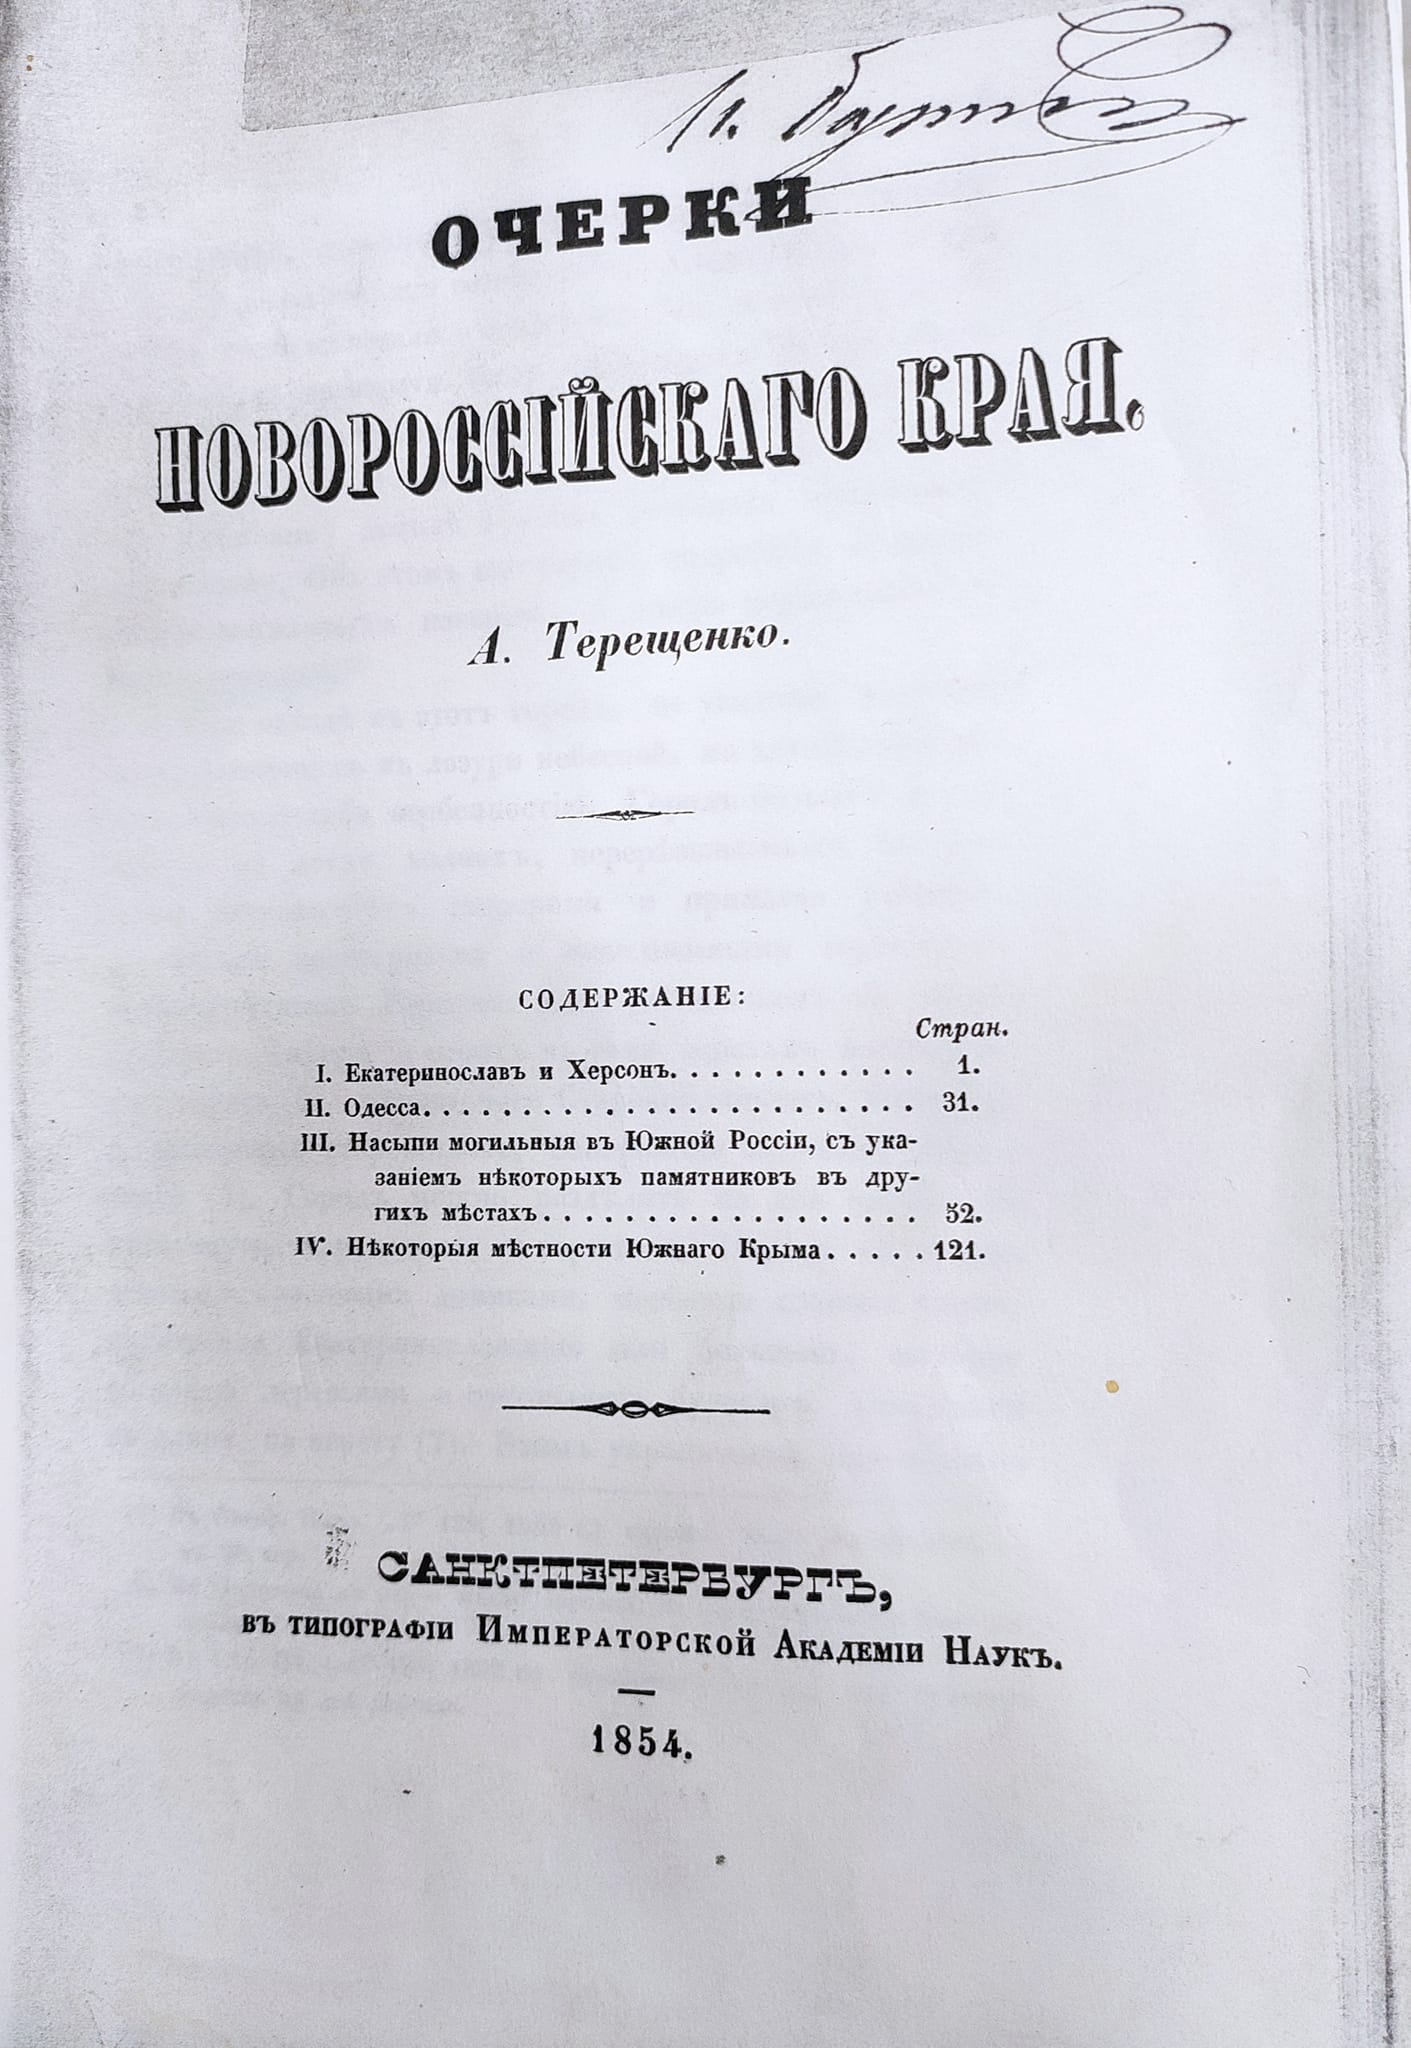 ОЧЕРКИ
НОВОРОССІЙСКАГО КРАЯ.
А. Терещенко.
СОДЕРЖАНІЕ:
Стран.
I. Екатеринославъ и Херсонъ. . . . . . . . . . . . . 1.
II. Одесса. . . . . . . . . . . . . . . . . . . . . . . . . 31.
III. Насыпи могильныя въ Южной Россіи, съ ука-
заніемъ нѣкоторыхъ памятниковъ въ дру-
гихъ мѣстахъ. . . . . . . . . . . . . . . . . . . 52.
IV. Нѣкоторыя мѣстности Южнаго Крыма . . . . . 121.
САНКТПЕТЕРБУРГЪ,
въ типографіи Императорской Академіи Наукъ.
1854.